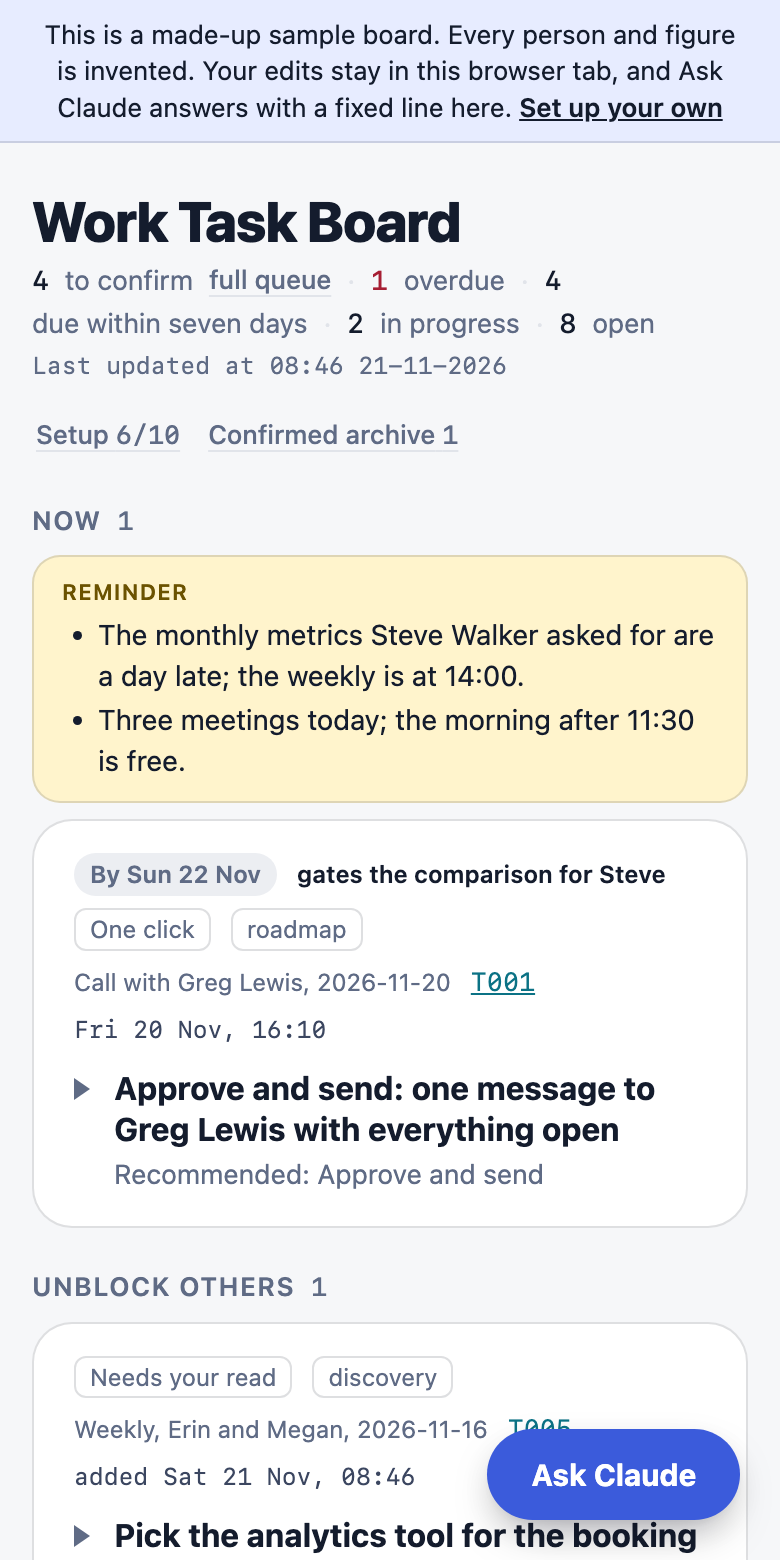 This is a made-up sample board. Every person and figure
is invented. Your edits stay in this browser tab, and Ask
Claude answers with a fixed line here. Set up your own
Work Task Board
4 to confirm full queue · 1 overdue · 4
due within seven days · 2 in progress · 8 open
Last updated at 08:46 21–11–2026
Setup 6/10 Confirmed archive 1
NOW 1
REMINDER
• The monthly metrics Steve Walker asked for are
a day late; the weekly is at 14:00.
• Three meetings today; the morning after 11:30
is free.
By Sun 22 Nov gates the comparison for Steve
One click roadmap
Call with Greg Lewis, 2026-11-20 T001
Fri 20 Nov, 16:10
Approve and send: one message to
Greg Lewis with everything open
Recommended: Approve and send
UNBLOCK OTHERS 1
Needs your read discovery
Weekly, Erin and Megan, 2026-11-16 T005
added Sat 21 Nov, 08:46
Ask Claude
Pick the analytics tool for the booking